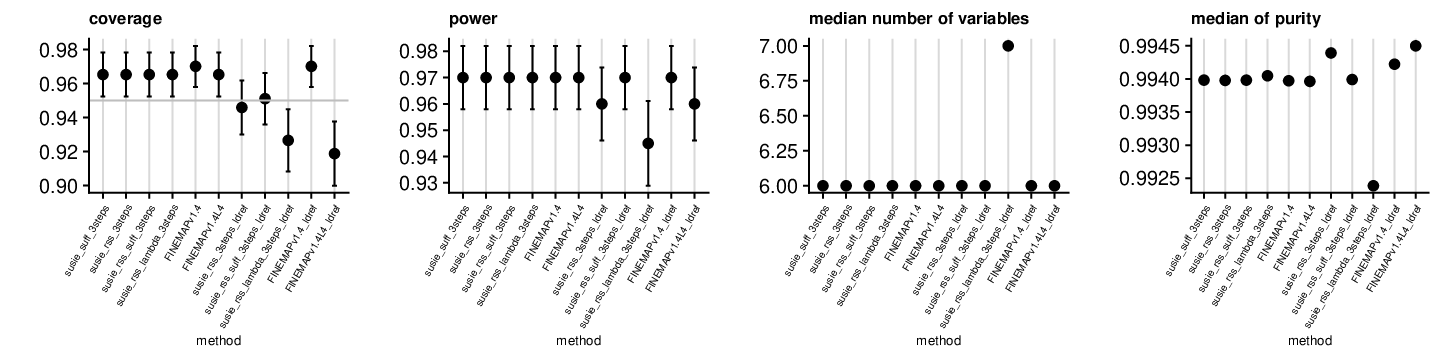 coverage
0.98
0.96
0.94
0.92
0.90
susie_suff_3steps
susie_rss_3steps
susie_rss_suff_3steps
susie_rss_lambda_3steps
FINEMAPv1.4
FINEMAPv1.4L4
susie_rss_3steps_ldref
susie_rss_suff_3steps_ldref
susie_rss_lambda_3steps_ldref
FINEMAPv1.4_ldref
FINEMAPv1.4L4_ldref
method
power
0.98
0.97
0.96
0.95
0.94
0.93
susie_suff_3steps
susie_rss_3steps
susie_rss_suff_3steps
susie_rss_lambda_3steps
FINEMAPv1.4
FINEMAPv1.4L4
susie_rss_3steps_ldref
susie_rss_suff_3steps_ldref
susie_rss_lambda_3steps_ldref
FINEMAPv1.4_ldref
FINEMAPv1.4L4_ldref
method
median number of variables
7.00
6.75
6.50
6.25
6.00
susie_suff_3steps
susie_rss_3steps
susie_rss_suff_3steps
susie_rss_lambda_3steps
FINEMAPv1.4
FINEMAPv1.4L4
susie_rss_3steps_ldref
susie_rss_suff_3steps_ldref
susie_rss_lambda_3steps_ldref
FINEMAPv1.4_ldref
FINEMAPv1.4L4_ldref
method
median of purity
0.9945
0.9940
0.9935
0.9930
0.9925
susie_suff_3steps
susie_rss_3steps
susie_rss_suff_3steps
susie_rss_lambda_3steps
FINEMAPv1.4
FINEMAPv1.4L4
susie_rss_3steps_ldref
susie_rss_suff_3steps_ldref
susie_rss_lambda_3steps_ldref
FINEMAPv1.4_ldref
FINEMAPv1.4L4_ldref
method